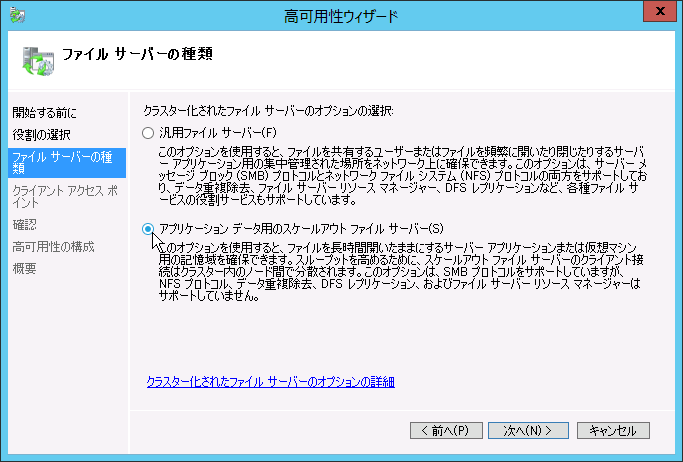 高可用性ウィザード
x
ファイル サーバーの種類
開始する前に
役割の選択
ファイル サーバーの種
類
クライアント アクセス ポ
イント
確認
高可用性の構成
概要
クラスター化されたファイル サーバーのオプションの選択:
汎用ファイル サーバー(F)
このオプションを使用すると、ファイルを共有するユーザーまたはファイルを頻繁に開いたり閉じたりするサーバ
ー アプリケーション用の集中管理された場所をネットワーク上に確保できます。このオプションは、サーバー メ
ッセージ ブロック (SMB) プロトコルとネットワーク ファイル システム (NFS) プロトコルの両方をサポートしてお
り、データ重複除去、ファイル サーバー リソース マネージャー、DFS レプリケーションなど、各種ファイル サ
ービスの役割サービスもサポートしています。
アプリケーション データ用のスケールアウト ファイル サーバー(S)
このオプションを使用すると、ファイルを長時間開いたままにするサーバー アプリケーションまたは仮想マシン
用の記憶域を確保できます。スループットを高めるために、スケールアウト ファイル サーバーのクライアント接
続はクラスター内のノード間で分散されます。このオプションは、SMB プロトコルをサポートしていますが、
NFS プロトコル、データ重複除去、DFS レプリケーション、およびファイル サーバー リソース マネージャーは
サポートしていません。
クラスター化されたファイル サーバーのオプションの詳細
< 前へ(P)
次へ(N) >
キャンセル